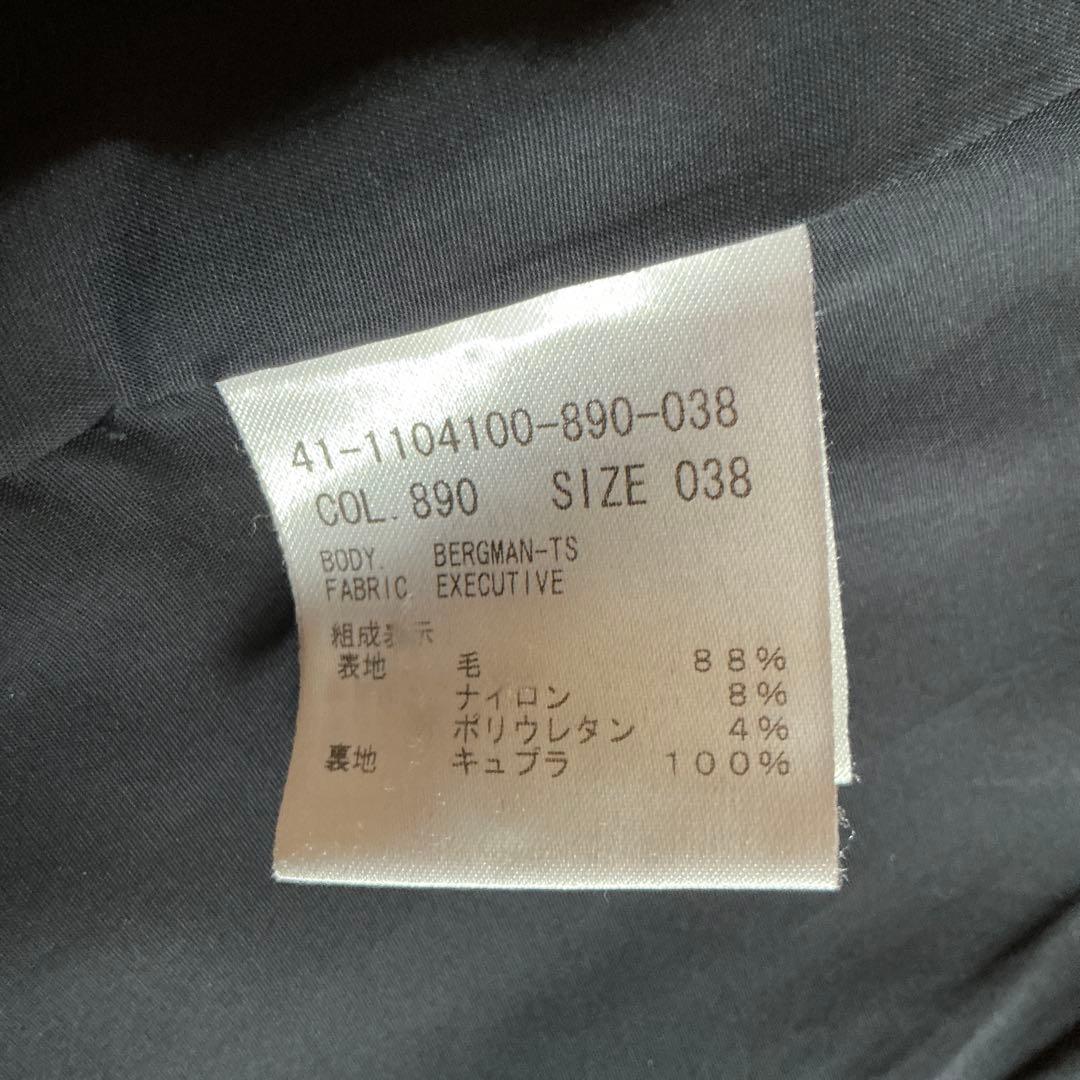 41-1104100-890-038
COL. 890 SIZE 038
BODY. BERGMAN-TS
FABRIC EXECUTIVE
組成表示
表地 毛 88%
ナイロン 8%
ポリウレタン 4%
裏地 キュプラ 100%